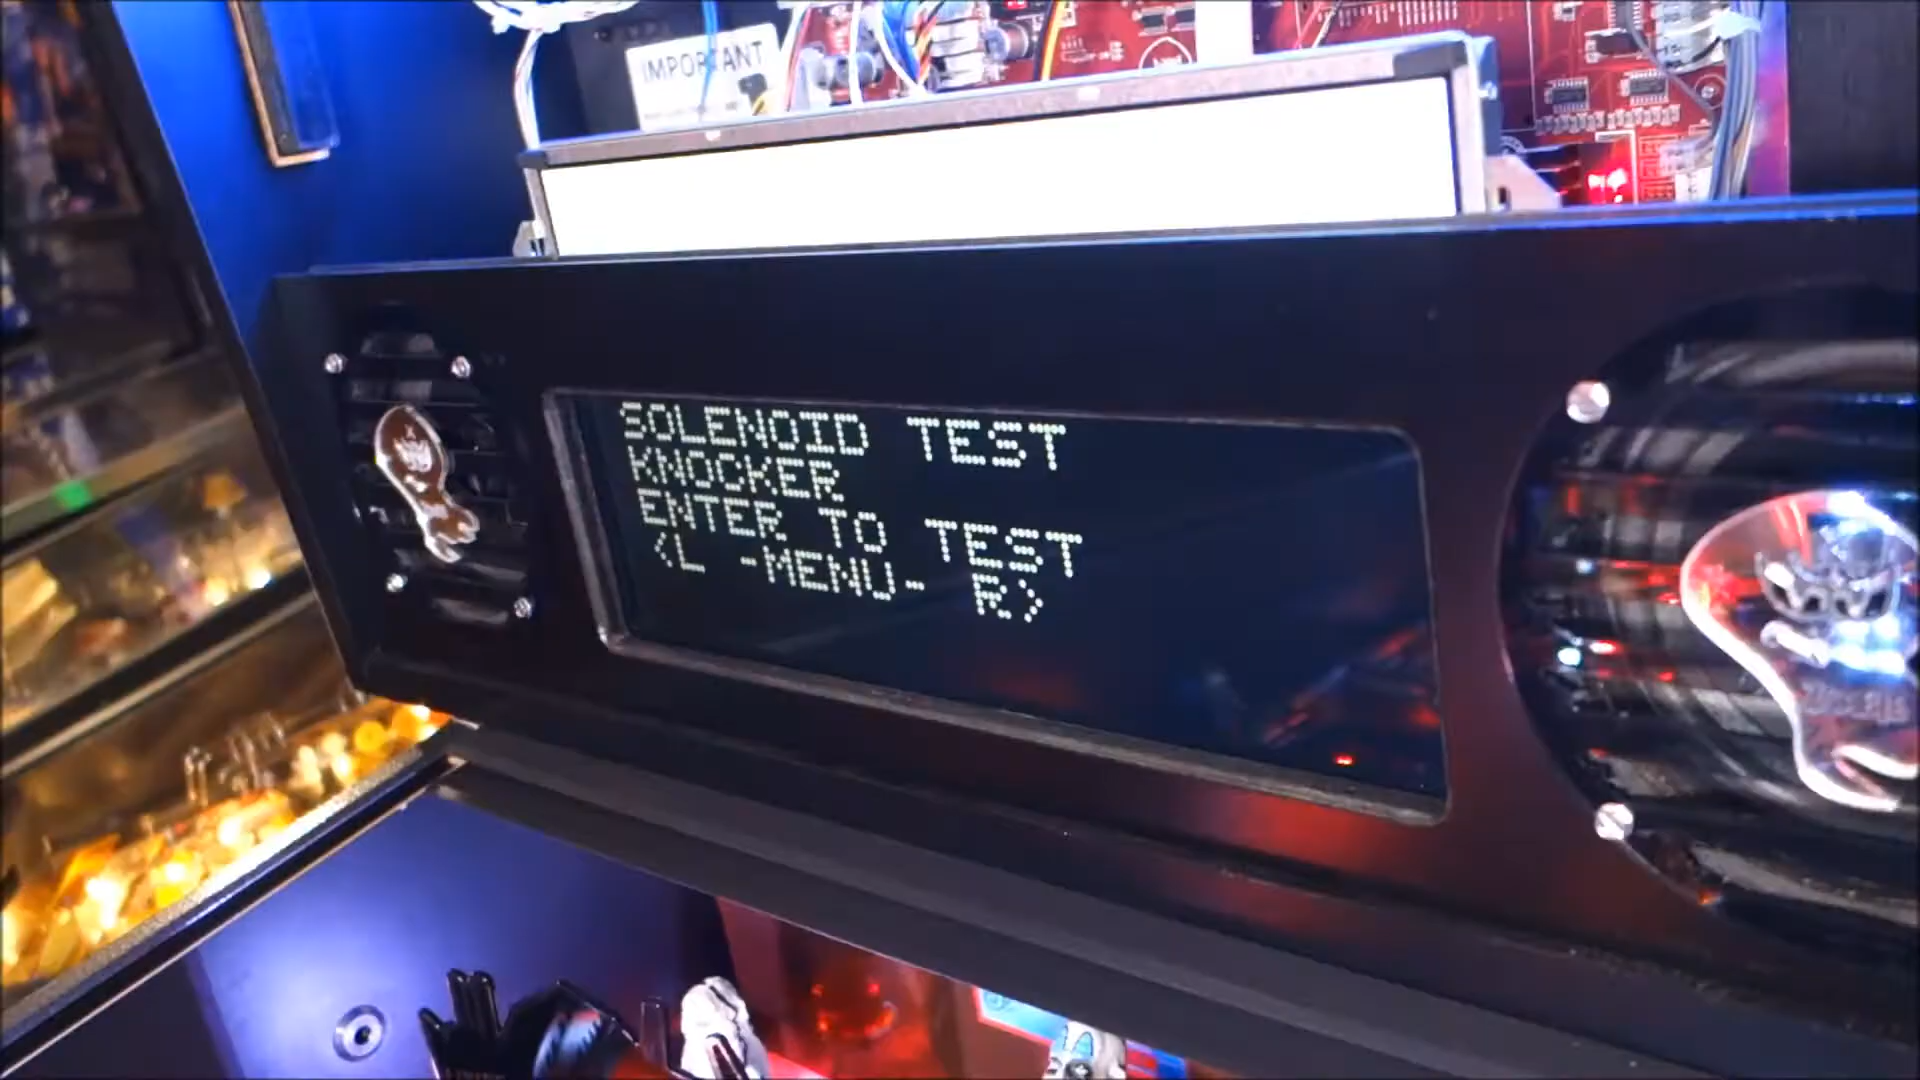 IMPORTANT
SOLENOID TEST
KNOCKER
ENTER TO TEST
<L -MENU- R>